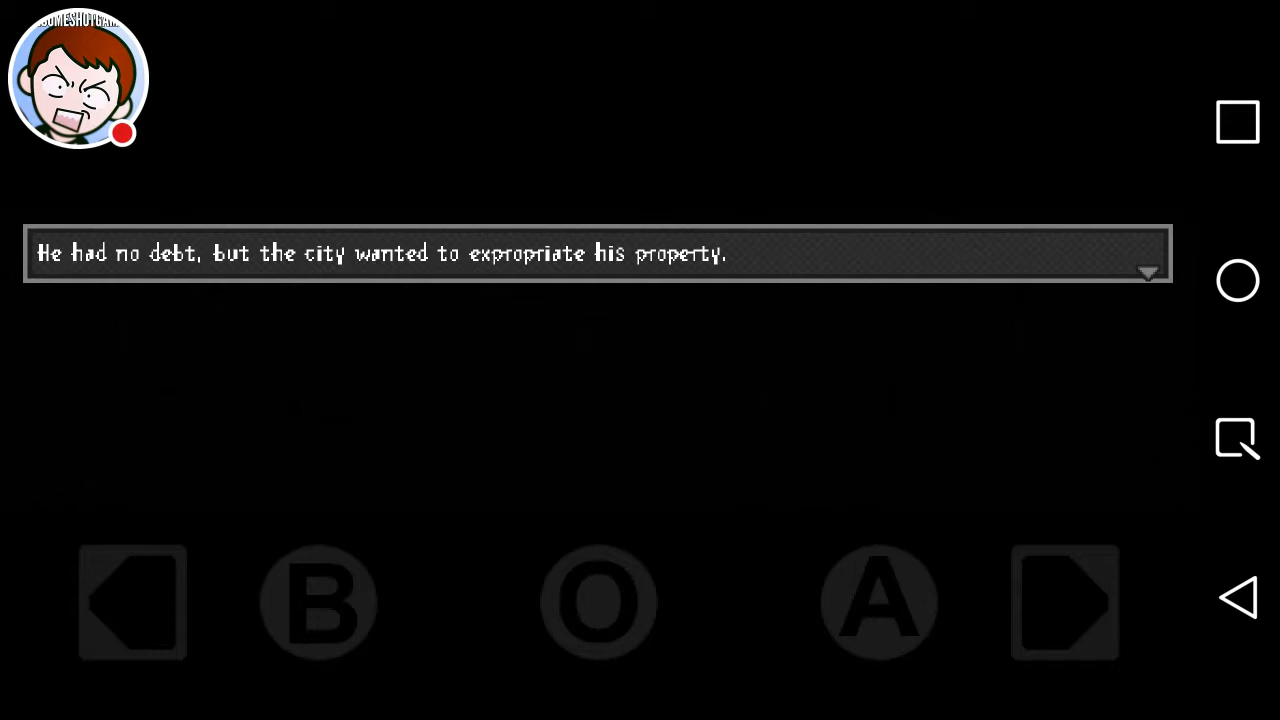 He had no debt, but the city wanted to expropriate his property.
B
O
A